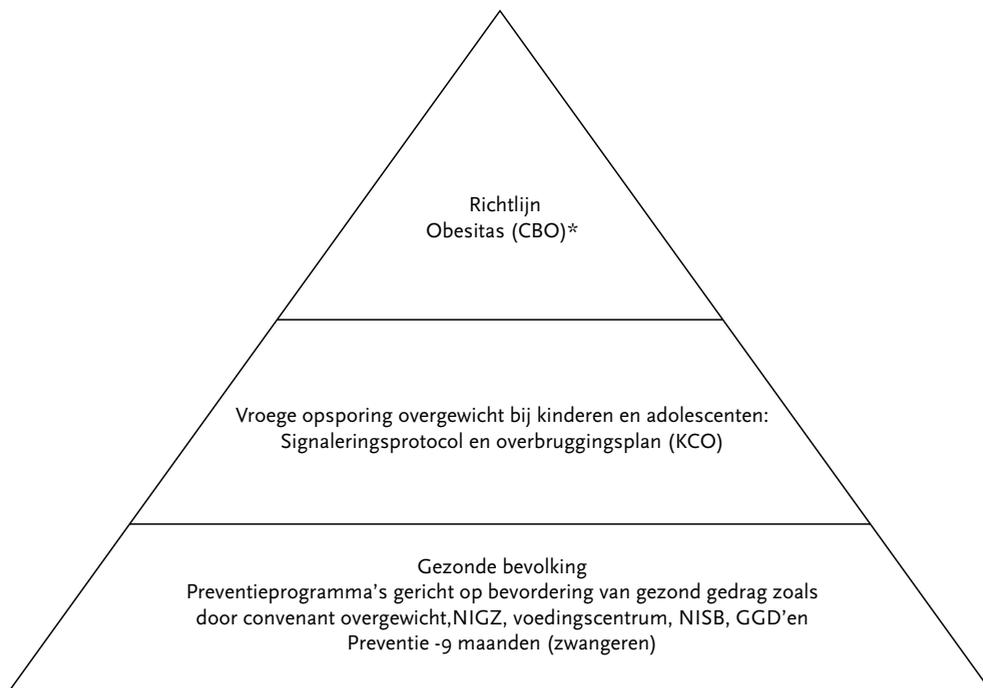 Richtlijn
Obesitas (CBO)*
Vroege opsporing overgewicht bij kinderen en adolescenten:
Signaleringsprotocol en overbruggingsplan (KCO)
Gezonde bevolking
Preventieprogramma's gericht op bevordering van gezond gedrag zoals
door convenant overgewicht,NIGZ, voedingscentrum, NISB, GGD'en
Preventie -9 maanden (zwangeren)